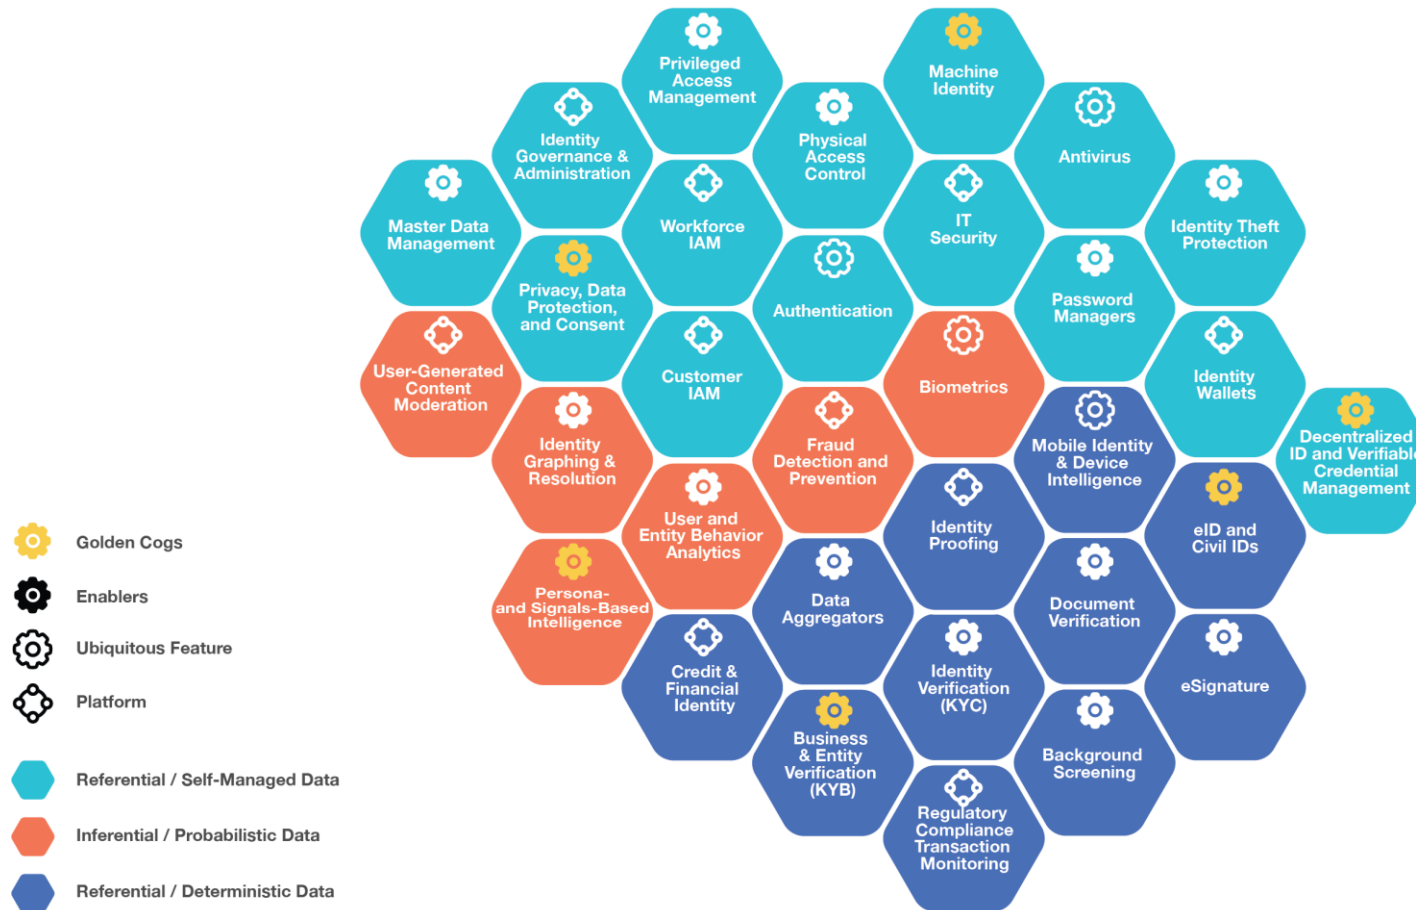 Privileged
Access
Management
Machine
Identity
Identity
Governance &
Administration
Physical
Access
Control
Antivirus
Master Data
Management
Workforce
IAM
IT
Security
Identity Theft
Protection
Privacy, Data
Protection,
and Consent
Authentication
Password
Managers
User-Generated
Content
Moderation
Customer
IAM
Biometrics
Identity
Wallets
Identity
Graphing &
Resolution
Fraud
Detection and
Prevention
Mobile Identity
& Device
Intelligence
Decentralized
ID and Verifiable
Credential
Management
User and
Entity Behavior
Analytics
Identity
Proofing
eID and
Civil IDs
Persona-
and Signals-Based
Intelligence
Data
Aggregators
Document
Verification
Credit &
Financial
Identity
Identity
Verification
(KYC)
eSignature
Business
& Entity
Verification
(KYB)
Background
Screening
Regulatory
Compliance
Transaction
Monitoring
Golden Cogs
Enablers
Ubiquitous Feature
Platform
Referential / Self-Managed Data
Inferential / Probabilistic Data
Referential / Deterministic Data